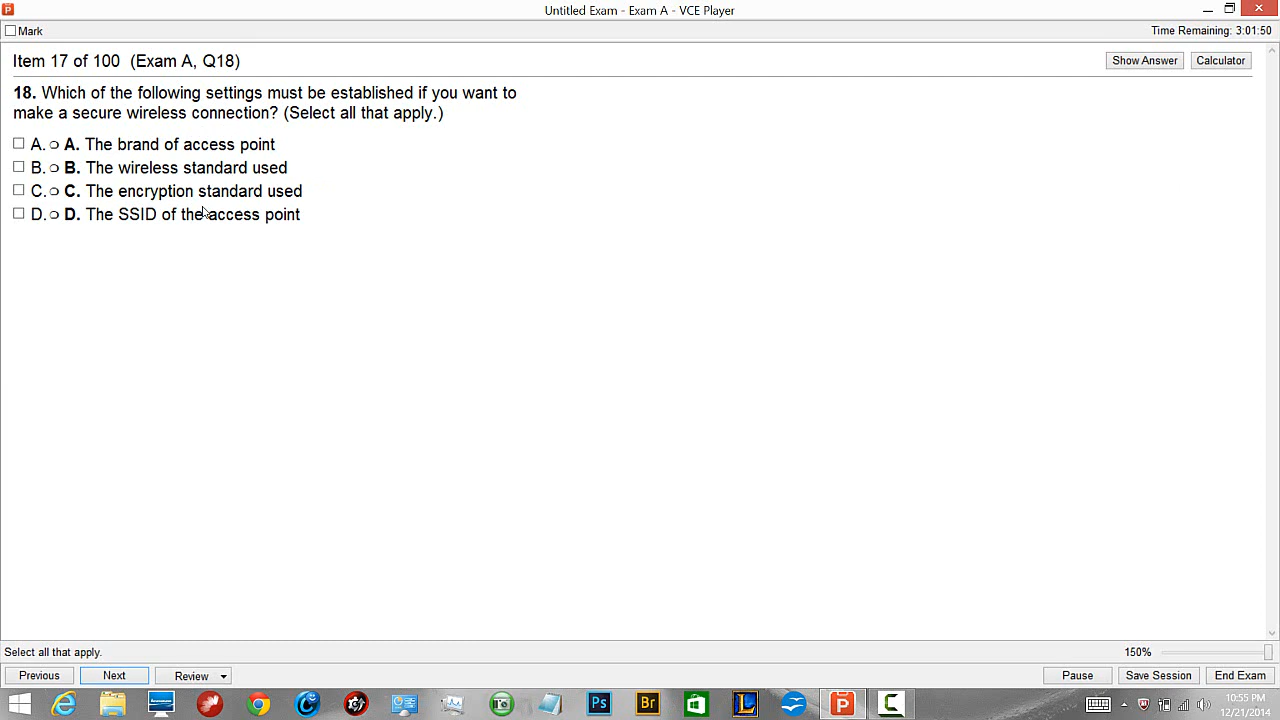 Untitled Exam - Exam A - VCE Player
Mark
Time Remaining: 3:01:50
Item 17 of 100 (Exam A, Q18)
Show Answer
Calculator
18. Which of the following settings must be established if you want to
make a secure wireless connection? (Select all that apply.)
A. A. The brand of access point
B. B. The wireless standard used
C. C. The encryption standard used
D. D. The SSID of the access point
Select all that apply.
150%
Previous
Next
Review
Pause
Save Session
End Exam
Ps
Br
10:55 PM
12/21/2014